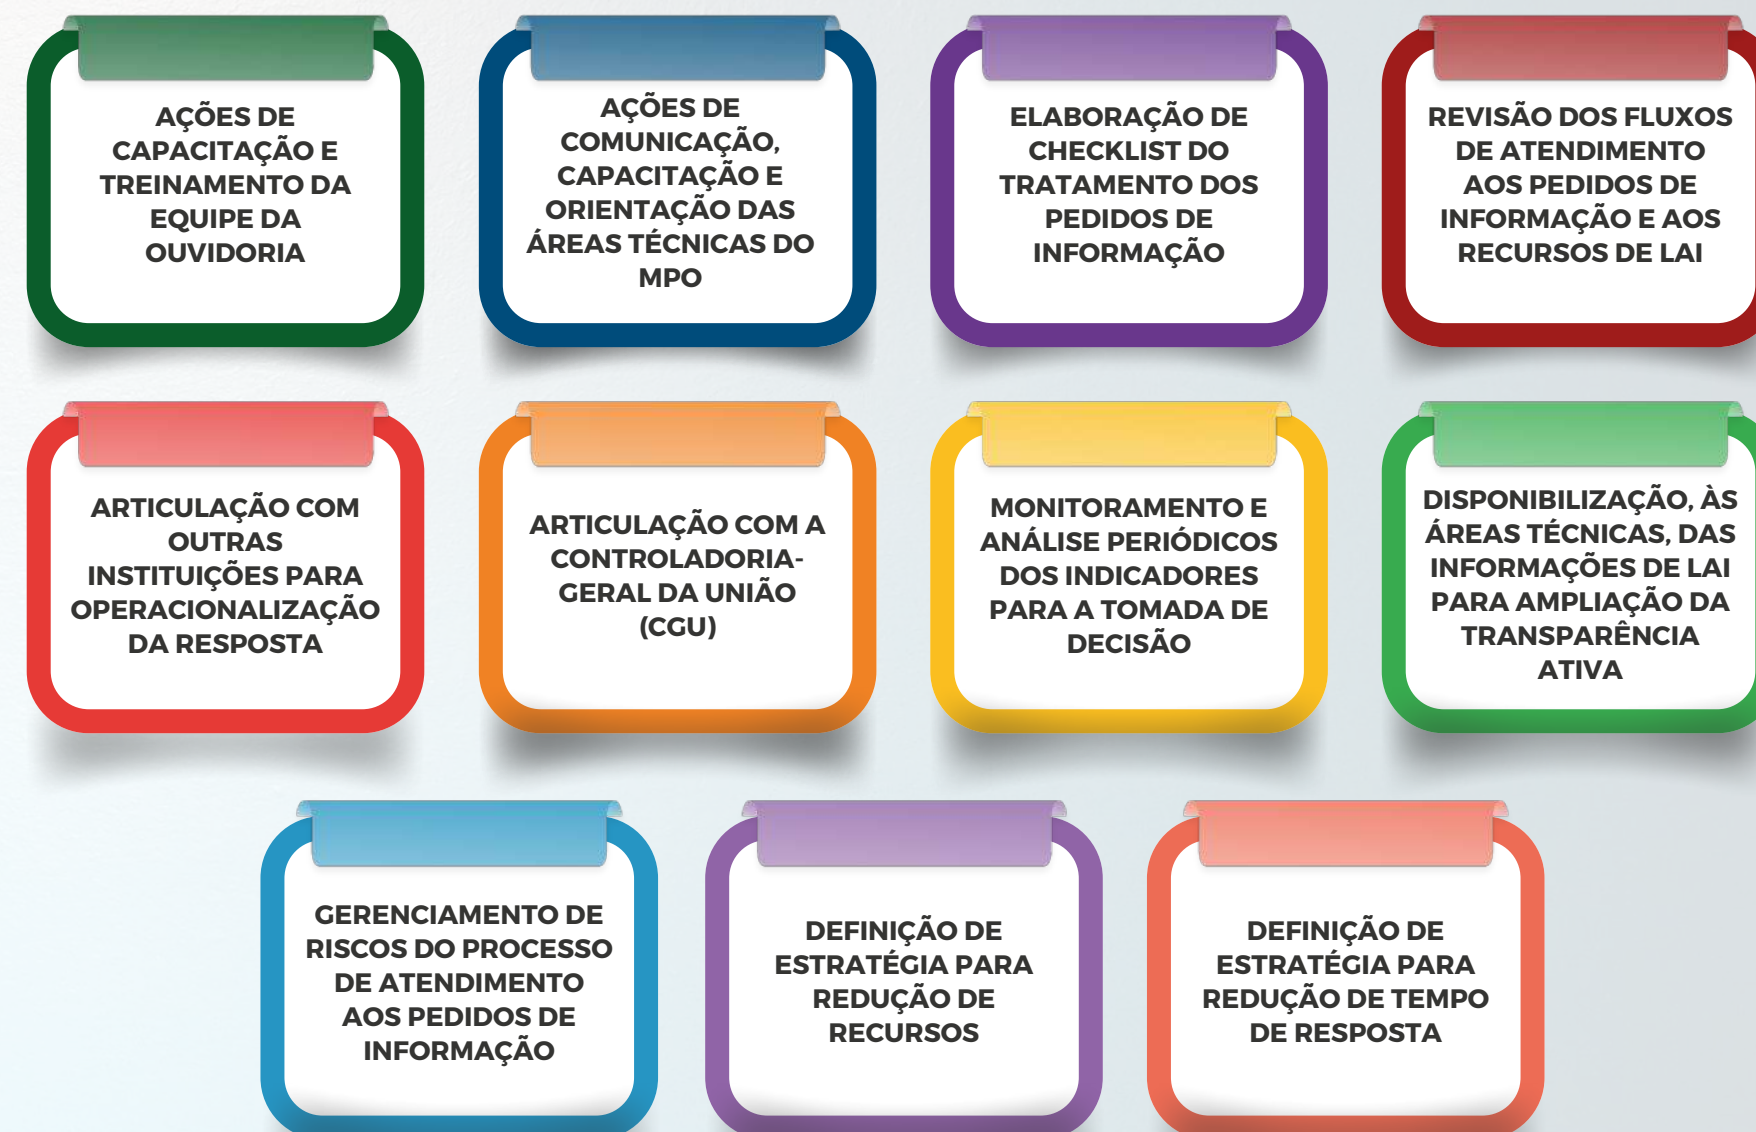 AÇÕES DE
CAPACITAÇÃO E
TREINAMENTO DA
EQUIPE DA
OUVIDORIA
AÇÕES DE
COMUNICAÇÃO,
CAPACITAÇÃO E
ORIENTAÇÃO DAS
ÁREAS TÉCNICAS DO
MPO
ELABORAÇÃO DE
CHECKLIST DO
TRATAMENTO DOS
PEDIDOS DE
INFORMAÇÃO
REVISÃO DOS FLUXOS
DE ATENDIMENTO
AOS PEDIDOS DE
INFORMAÇÃO E AOS
RECURSOS DE LAI
ARTICULAÇÃO COM
OUTRAS
INSTITUIÇÕES PARA
OPERACIONALIZAÇÃO
DA RESPOSTA
ARTICULAÇÃO COM A
CONTROLADORIA-
GERAL DA UNIÃO
(CGU)
MONITORAMENTO E
ANÁLISE PERIÓDICOS
DOS INDICADORES
PARA A TOMADA DE
DECISÃO
DISPONIBILIZAÇÃO, ÀS
ÁREAS TÉCNICAS, DAS
INFORMAÇÕES DE LAI
PARA AMPLIAÇÃO DA
TRANSPARÊNCIA
ATIVA
GERENCIAMENTO DE
RISCOS DO PROCESSO
DE ATENDIMENTO
AOS PEDIDOS DE
INFORMAÇÃO
DEFINIÇÃO DE
ESTRATÉGIA PARA
REDUÇÃO DE
RECURSOS
DEFINIÇÃO DE
ESTRATÉGIA PARA
REDUÇÃO DE TEMPO
DE RESPOSTA